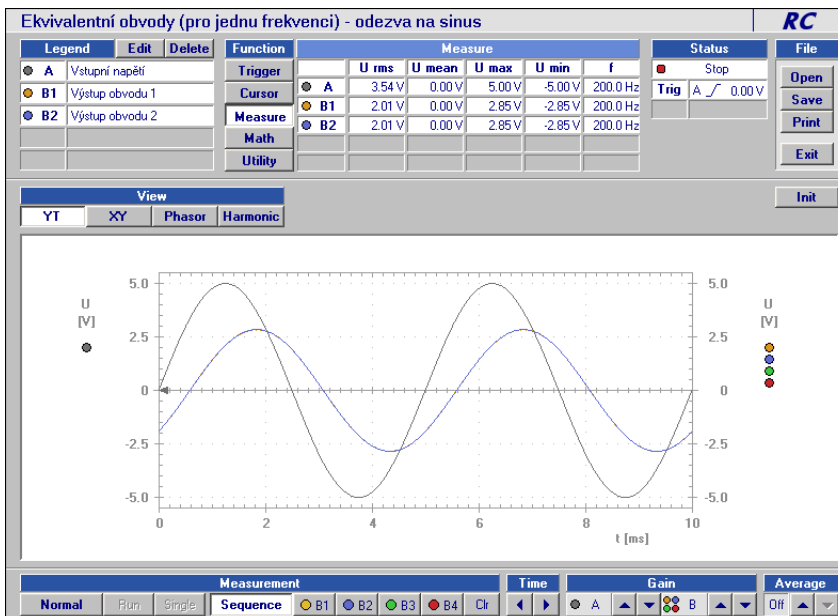 Ekvivalentní obvody (pro jednu frekvenci) - odezva na sinus RC
Legend Edit Delete Function Measure Status File
A Vstupní napětí
B1 Výstup obvodu 1
B2 Výstup obvodu 2
Trigger
Cursor
Measure
Math
Utility
U rms U mean U max U min f
A 3.54 V 0.00 V 5.00 V -5.00 V 200.0 Hz
B1 2.01 V 0.00 V 2.85 V -2.85 V 200.0 Hz
B2 2.01 V 0.00 V 2.85 V -2.85 V 200.0 Hz
Stop
Trig A 0.00 V
Open
Save
Print
Exit
View
YT XY Phasor Harmonic
Init
5.0 5.0
U U
[V] [V]
2.5 2.5
0 0
-2.5 -2.5
-5.0 -5.0
0 2 4 6 8 10
t [ms]
Measurement Time Gain Average
Normal Run Single Sequence B1 B2 B3 B4 Clr A B Off